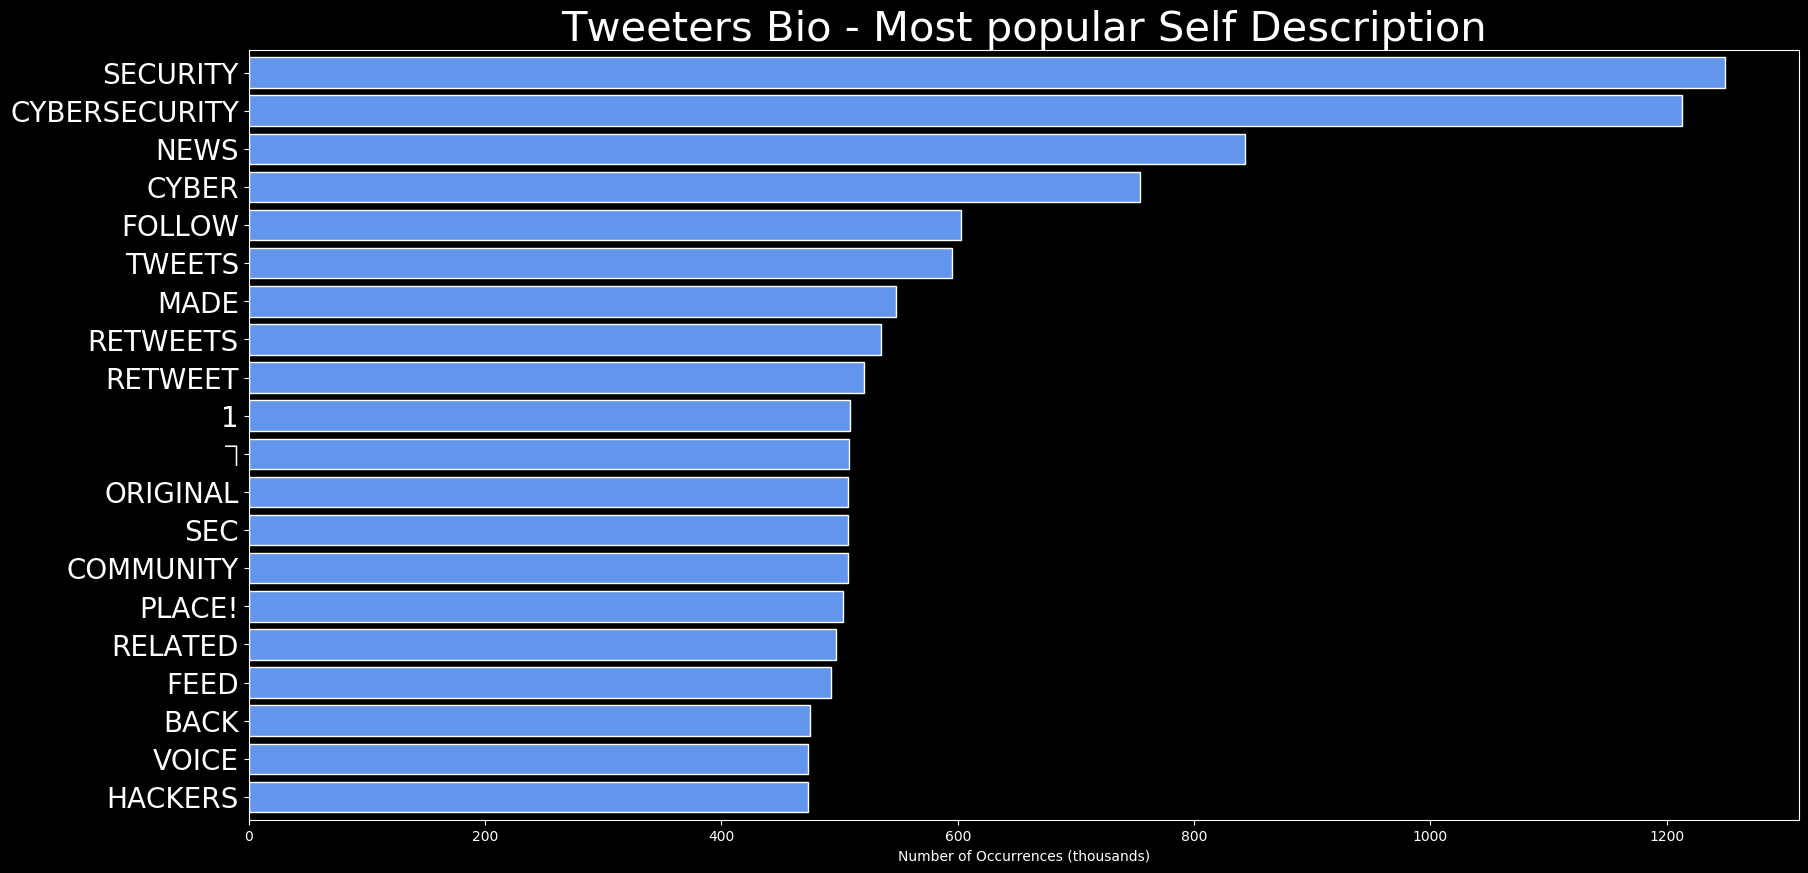 Tweeters Bio - Most popular Self Description
SECURITY
CYBERSECURITY
NEWS
CYBER
FOLLOW
TWEETS
MADE
RETWEETS
RETWEET
1
ORIGINAL
SEC
COMMUNITY
PLACE!
RELATED
FEED
BACK
VOICE
HACKERS
0 200 400 600 800 1000 1200
Number of Occurrences (thousands)